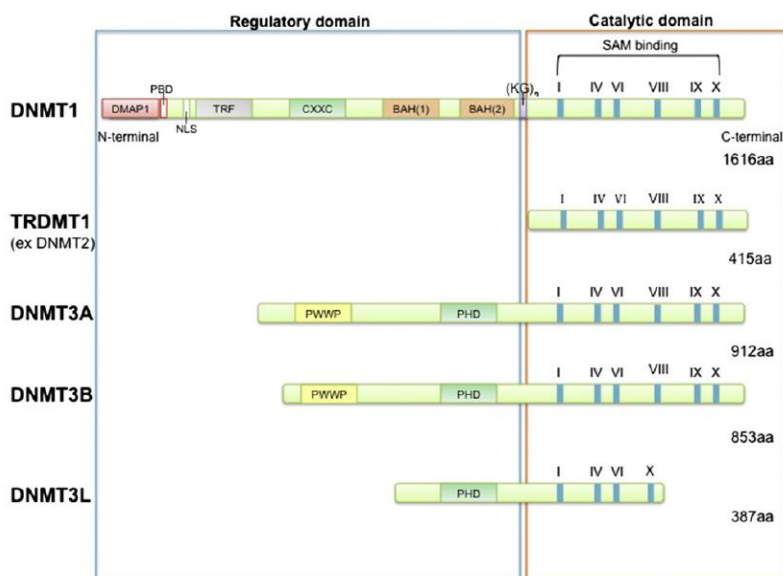 Regulatory domain
Catalytic domain
SAM binding
PBD
(KG)n
I IV VI VIII IX X
DNMT1
DMAP1 TRF CXXC BAH(1) BAH(2)
NLS
N-terminal
C-terminal
1616aa
I IV VI VIII IX X
TRDMT1
(ex DNMT2)
415aa
I IV VI VIII IX X
DNMT3A
PWWP PHD
912aa
I IV VI VIII IX X
DNMT3B
PWWP PHD
853aa
I IV VI X
DNMT3L
PHD
387aa